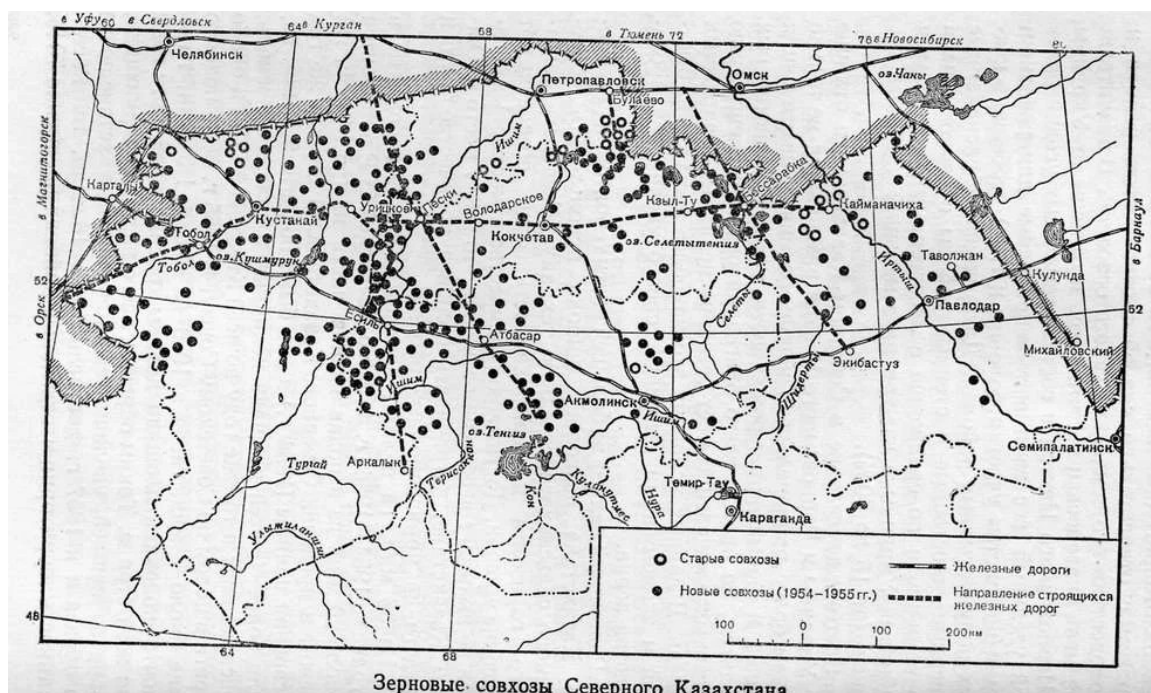 в Уфу 60 в Свердловск 64 в Курган 68 в Тюмень 72 76 в Новосибирск 80
Челябинск
Петропавловск
Омск
оз. Чаны
Булаево
Ишим
в Магнитогорск
Карталы
Урицкое
Пески
Володарское
Кзыл-Ту
Бессарабка
Кайманачиха
Кустанай
Кокчетав
оз. Селетытениз
Тобол
оз. Кушмурун
Тобол
Иртыш
Таволжан
Кулунда
в Барнаул
52
в Орск
Павлодар
52
Есиль
Атбасар
Селеты
Экибастуз
Михайловский
Ишим
Шидерты
Акмолинск
Ишим
оз. Тенгиз
Семипалатинск
Аркалык
Терисаккан
Тургай
Кон
Куланутмес
Нура
Темир-Тау
Караганда
Улыжиланшик
Старые совхозы
Железные дороги
Новые совхозы (1954–1955 гг.)
Направление строящихся
железных дорог
48
100 0 100 200 км
64
68
Зерновые совхозы Северного Казахстана